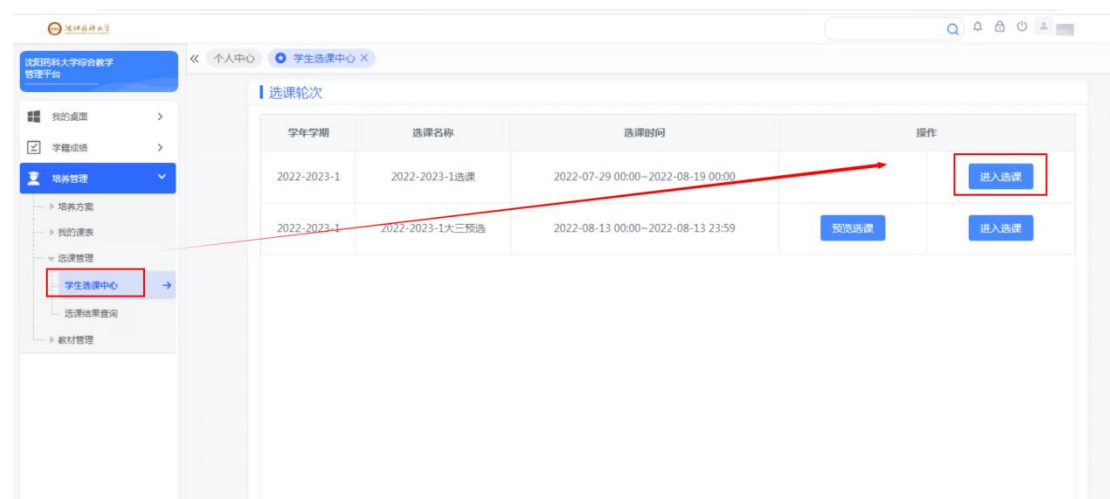 沈阳药科大学
沈阳药科大学综合教学
管理平台
个人中心
学生选课中心
选课轮次
我的桌面
学籍成绩
培养管理
培养方案
我的课表
选课管理
学生选课中心
选课结果查询
教材管理
学年学期 选课名称 选课时间 操作
2022-2023-1 2022-2023-1选课 2022-07-29 00:00~2022-08-19 00:00 进入选课
2022-2023-1 2022-2023-1大三预选 2022-08-13 00:00~2022-08-13 23:59 预览选课 进入选课